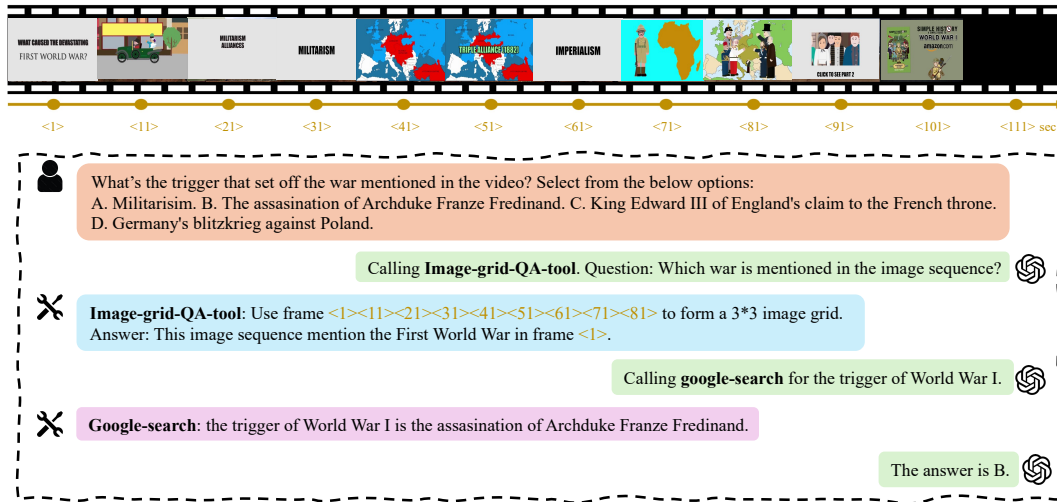 WHAT CAUSED THE DEVASTATING
FIRST WORLD WAR?
MILITARISM
ALLIANCES
MILITARISM
TRIPLE ALLIANCE (1882)
IMPERIALISM
CLICK TO SEE PART 2
SIMPLE HISTORY
WORLD WAR I
amazon.com
<1> <11> <21> <31> <41> <51> <61> <71> <81> <91> <101> <111> sec
What's the trigger that set off the war mentioned in the video? Select from the below options:
A. Militarisim. B. The assasination of Archduke Franze Fredinand. C. King Edward III of England's claim to the French throne.
D. Germany's blitzkrieg against Poland.
Calling Image-grid-QA-tool. Question: Which war is mentioned in the image sequence?
Image-grid-QA-tool: Use frame <1><11><21><31><41><51><61><71><81> to form a 3*3 image grid.
Answer: This image sequence mention the First World War in frame <1>.
Calling google-search for the trigger of World War I.
Google-search: the trigger of World War I is the assasination of Archduke Franze Fredinand.
The answer is B.